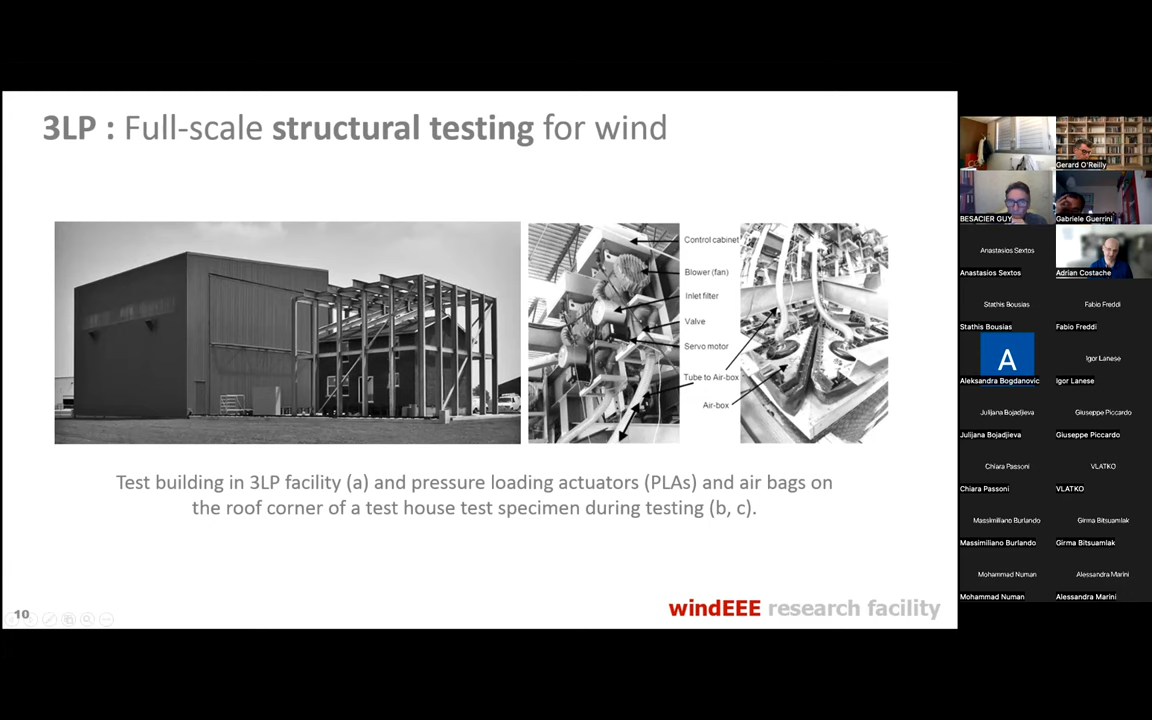 3LP : Full-scale structural testing for wind
Control cabinet
Blower (fan)
Inlet filter
Valve
Servo motor
Tube to Air-box
Air-box
Test building in 3LP facility (a) and pressure loading actuators (PLAs) and air bags on
the roof corner of a test house test specimen during testing (b, c).
10
windEEE research facility
Gerard O'Reilly
BESACIER GUY
Gabriele Guerrini
Anastasios Sextos
Anastasios Sextos
Adrian Costache
Stathis Bousias
Fabio Freddi
Stathis Bousias
Fabio Freddi
A
Igor Lanese
Aleksandra Bogdanovic
Igor Lanese
Julijana Bojadjieva
Giuseppe Piccardo
Julijana Bojadjieva
Giuseppe Piccardo
Chiara Passoni
VLATKO
Chiara Passoni
VLATKO
Massimiliano Burlando
Girma Bitsuamlak
Massimiliano Burlando
Girma Bitsuamlak
Mohammad Numan
Alessandra Marini
Mohammad Numan
Alessandra Marini